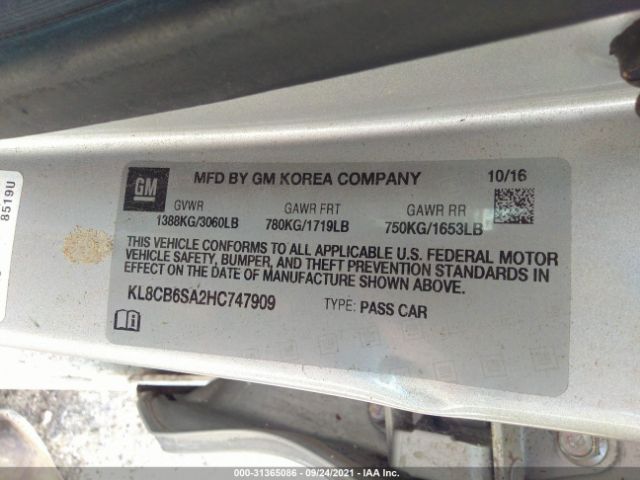 8519U
GM
MFD BY GM KOREA COMPANY
10/16
GVWR
GAWR FRT
GAWR RR
1388KG/3060LB
780KG/1719LB
750KG/1653LB
THIS VEHICLE CONFORMS TO ALL APPLICABLE U.S. FEDERAL MOTOR
VEHICLE SAFETY, BUMPER, AND THEFT PREVENTION STANDARDS IN
EFFECT ON THE DATE OF MANUFACTURE SHOWN ABOVE.
KL8CB6SA2HC747909
TYPE: PASS CAR
000-31365086 - 09/24/2021 - IAA Inc.